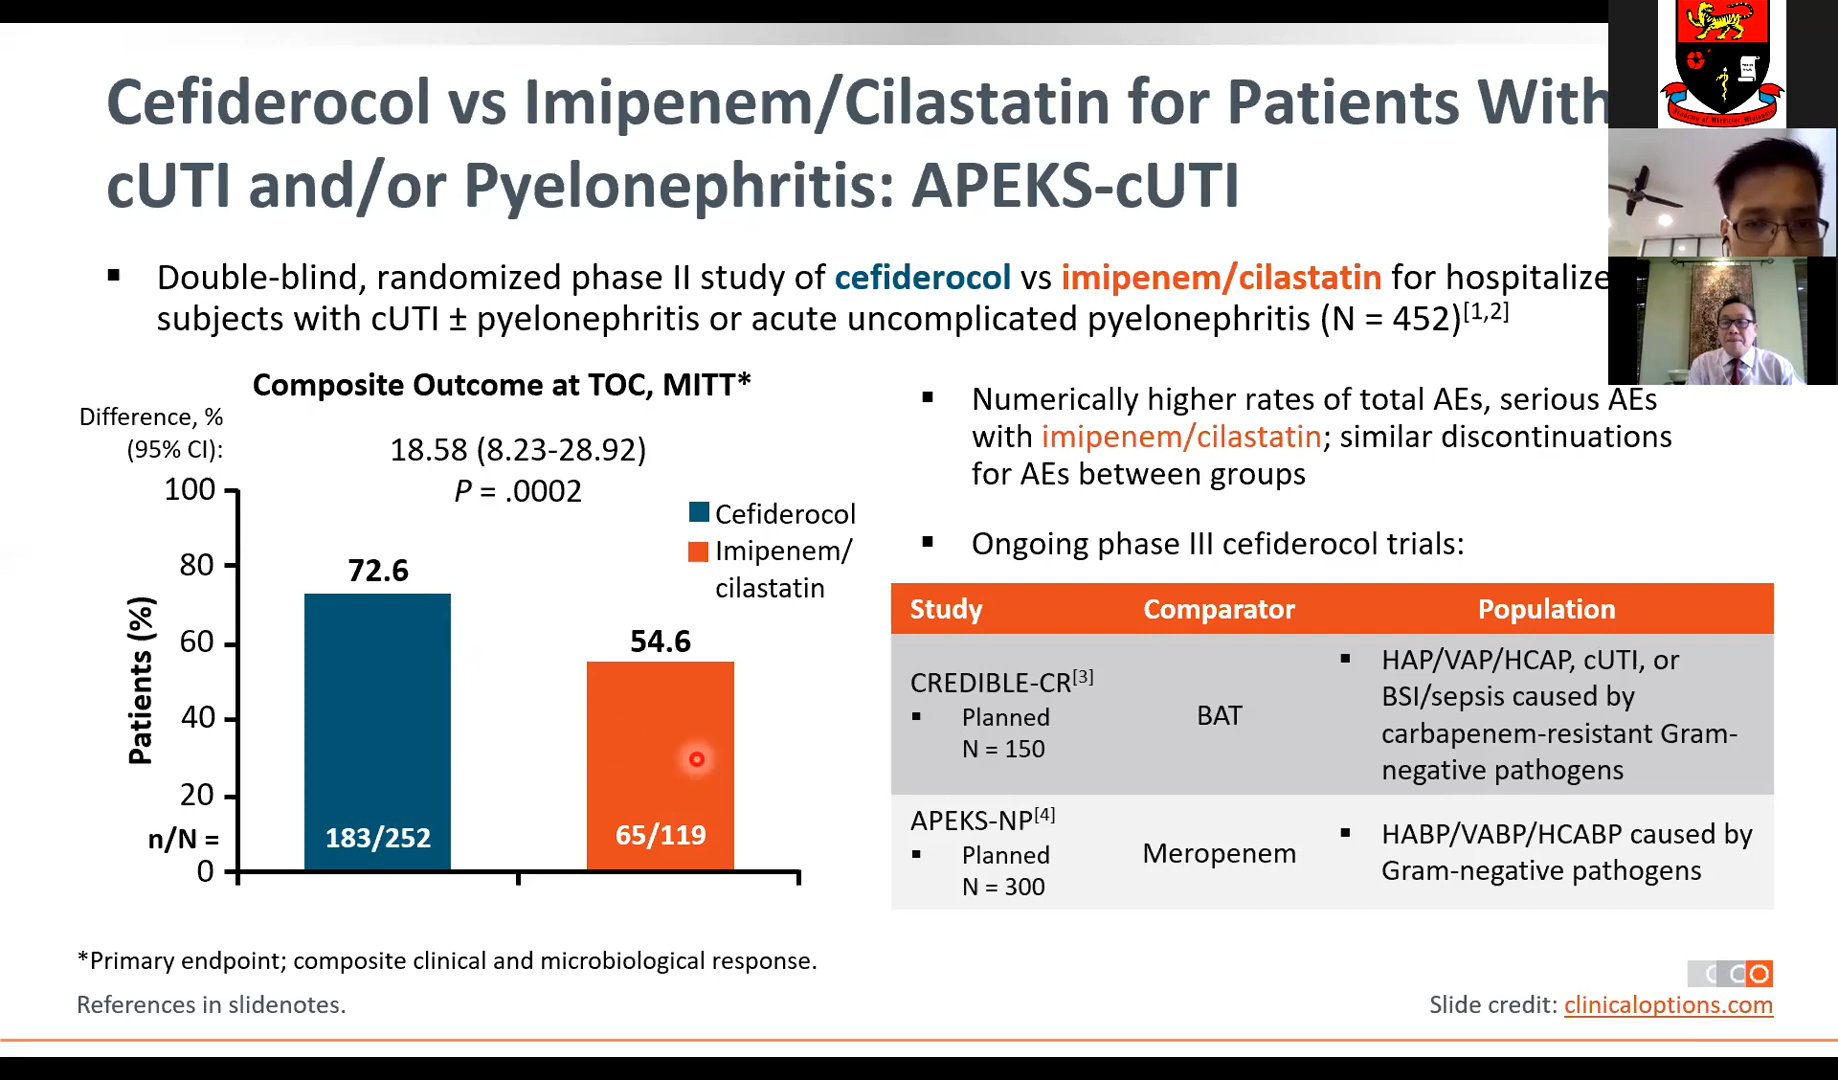 Cefiderocol vs Imipenem/Cilastatin for Patients With
cUTI and/or Pyelonephritis: APEKS-cUTI
▪ Double-blind, randomized phase II study of cefiderocol vs imipenem/cilastatin for hospitalize
subjects with cUTI ± pyelonephritis or acute uncomplicated pyelonephritis (N = 452)[1,2]
Composite Outcome at TOC, MITT*
Difference, %
(95% CI):
18.58 (8.23-28.92)
P = .0002
Cefiderocol
Imipenem/
cilastatin
Patients (%)
100
80
60
40
20
0
72.6
54.6
n/N =
183/252
65/119
▪ Numerically higher rates of total AEs, serious AEs
with imipenem/cilastatin; similar discontinuations
for AEs between groups
▪ Ongoing phase III cefiderocol trials:
Study Comparator Population
CREDIBLE-CR[3]
▪ Planned
N = 150
BAT
▪ HAP/VAP/HCAP, cUTI, or
BSI/sepsis caused by
carbapenem-resistant Gram-
negative pathogens
APEKS-NP[4]
▪ Planned
N = 300
Meropenem
▪ HABP/VABP/HCABP caused by
Gram-negative pathogens
*Primary endpoint; composite clinical and microbiological response.
References in slidenotes.
CCO
Slide credit: clinicaloptions.com